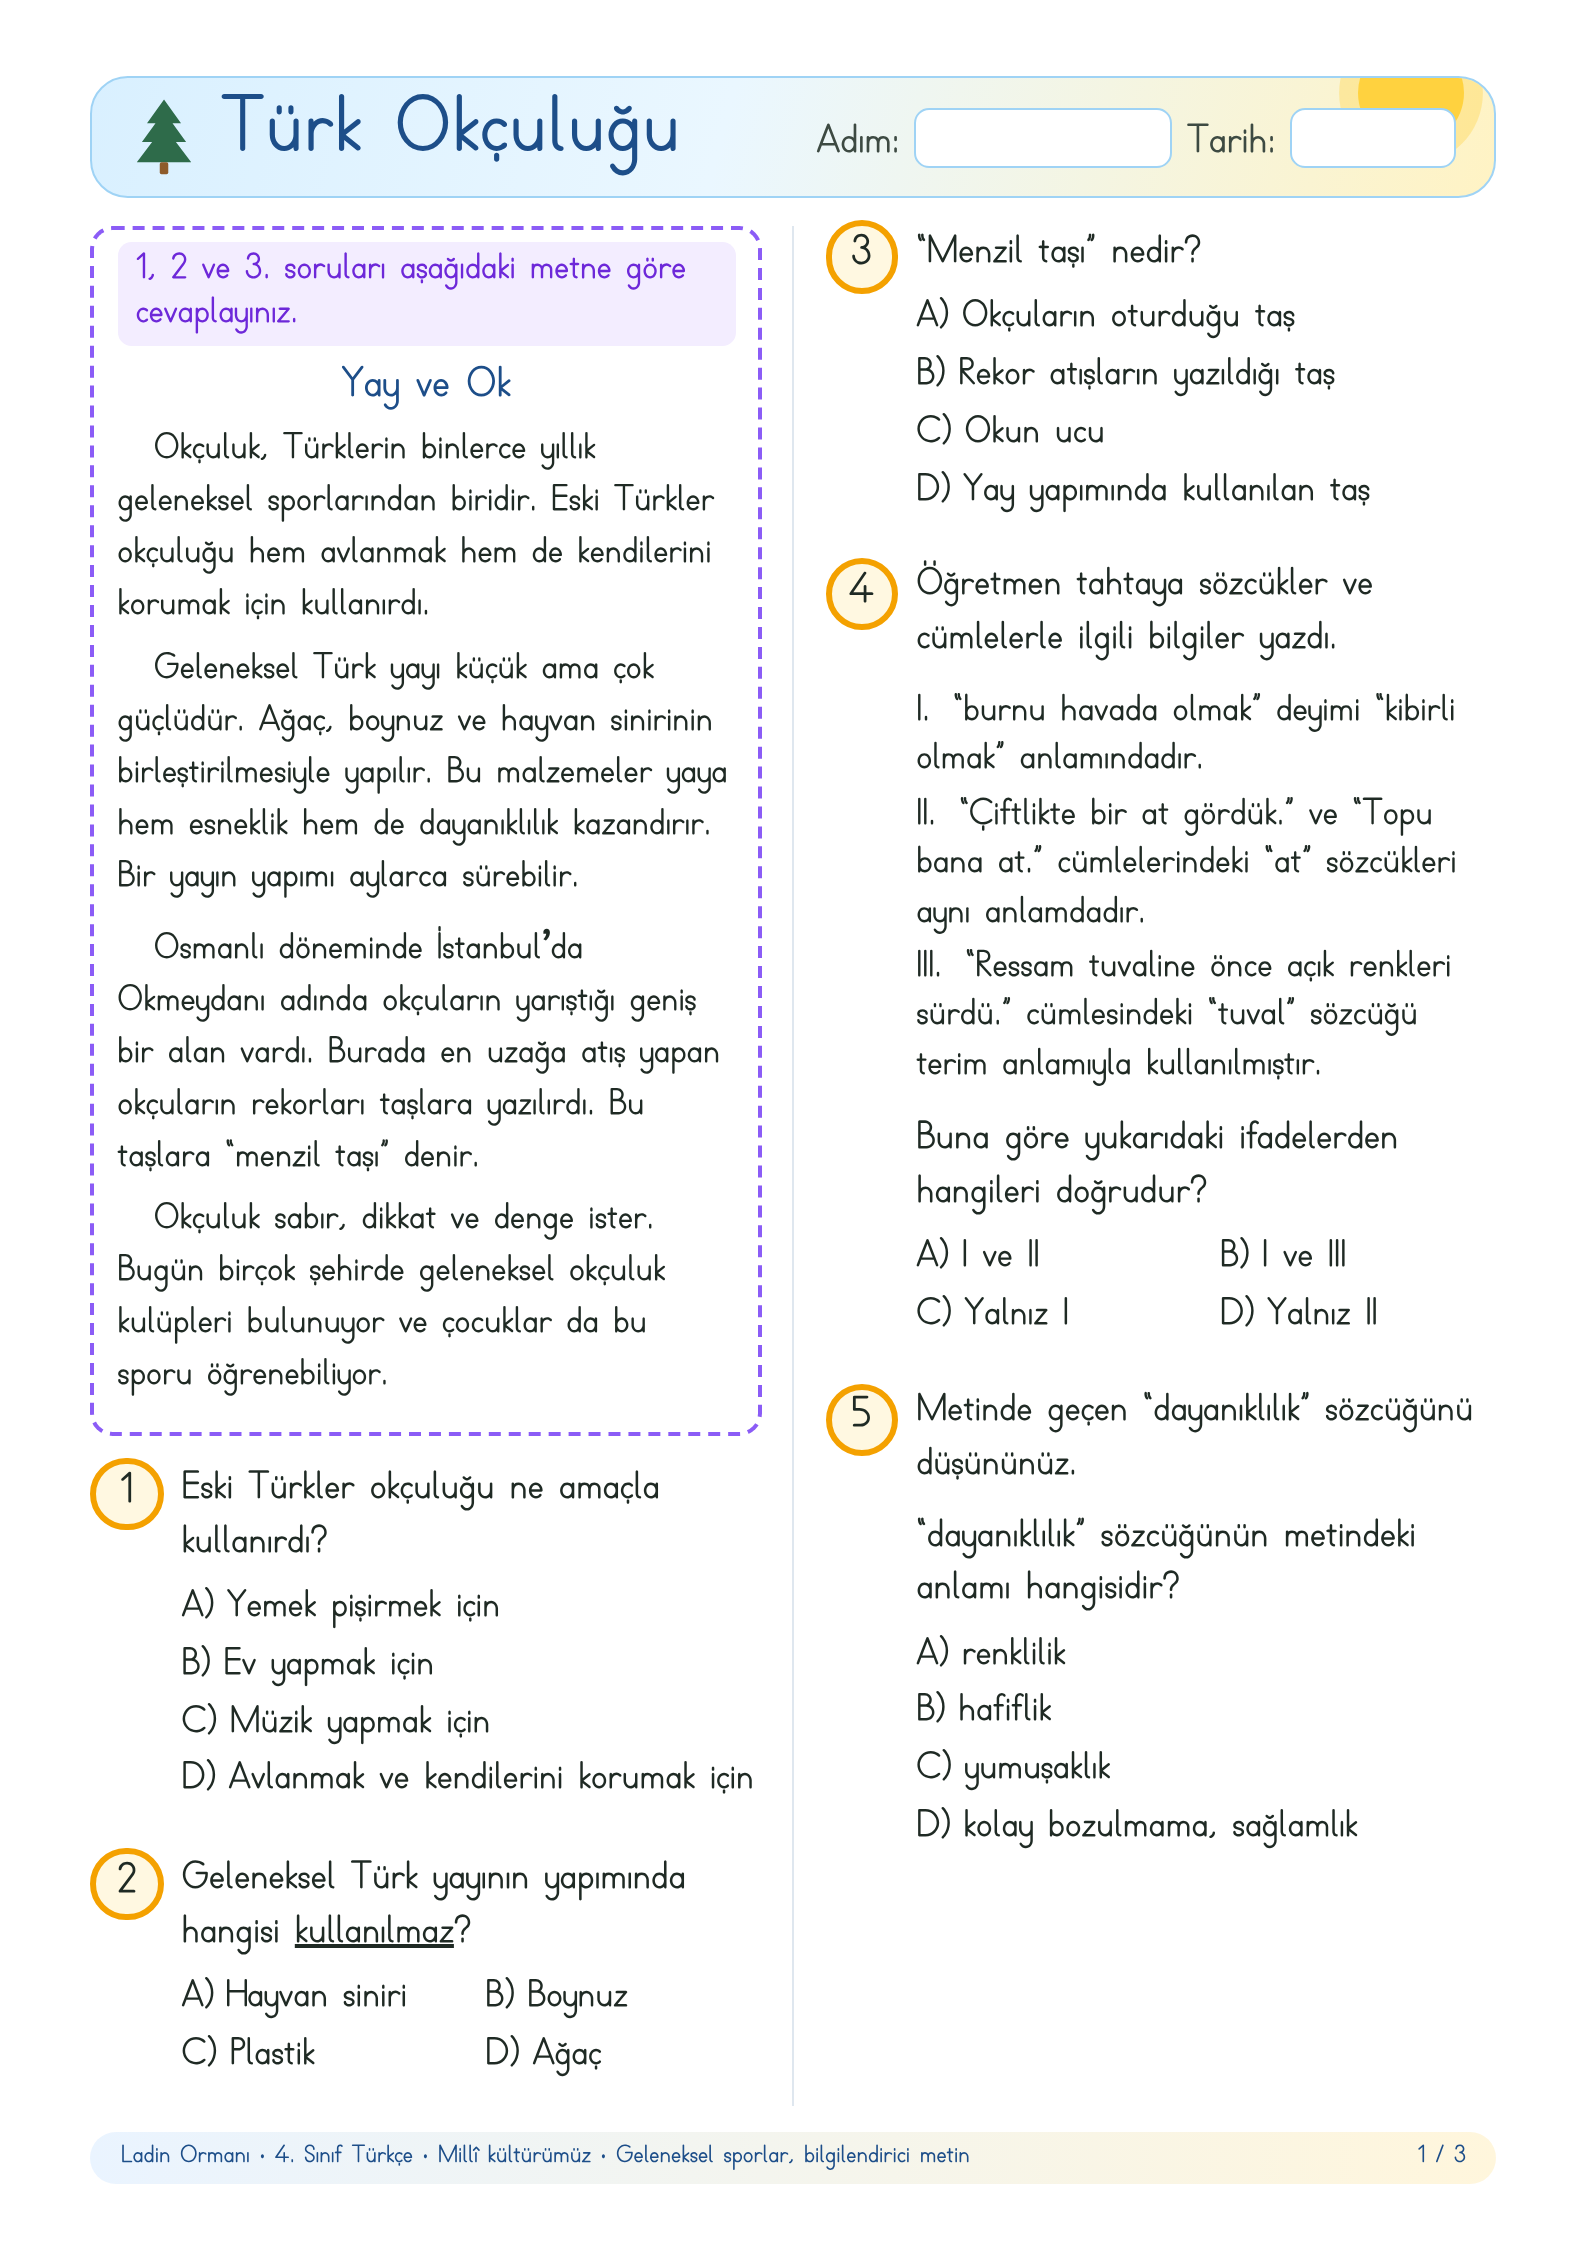 Türk Okçuluğu
Adım:
Tarih:
1, 2 ve 3. soruları aşağıdaki metne göre
cevaplayınız.
Yay ve Ok
Okçuluk, Türklerin binlerce yıllık
geleneksel sporlarından biridir. Eski Türkler
okçuluğu hem avlanmak hem de kendilerini
korumak için kullanırdı.
Geleneksel Türk yayı küçük ama çok
güçlüdür. Ağaç, boynuz ve hayvan sinirinin
birleştirilmesiyle yapılır. Bu malzemeler yaya
hem esneklik hem de dayanıklılık kazandırır.
Bir yayın yapımı aylarca sürebilir.
Osmanlı döneminde İstanbul’da
Okmeydanı adında okçuların yarıştığı geniş
bir alan vardı. Burada en uzağa atış yapan
okçuların rekorları taşlara yazılırdı. Bu
taşlara “menzil taşı” denir.
Okçuluk sabır, dikkat ve denge ister.
Bugün birçok şehirde geleneksel okçuluk
kulüpleri bulunuyor ve çocuklar da bu
sporu öğrenebiliyor.
1
Eski Türkler okçuluğu ne amaçla
kullanırdı?
A) Yemek pişirmek için
B) Ev yapmak için
C) Müzik yapmak için
D) Avlanmak ve kendilerini korumak için
2
Geleneksel Türk yayının yapımında
hangisi kullanılmaz?
A) Hayvan siniri
B) Boynuz
C) Plastik
D) Ağaç
3
“Menzil taşı” nedir?
A) Okçuların oturduğu taş
B) Rekor atışların yazıldığı taş
C) Okun ucu
D) Yay yapımında kullanılan taş
4
Öğretmen tahtaya sözcükler ve
cümlelerle ilgili bilgiler yazdı.
I. “burnu havada olmak” deyimi “kibirli
olmak” anlamındadır.
II. “Çiftlikte bir at gördük.” ve “Topu
bana at.” cümlelerindeki “at” sözcükleri
aynı anlamdadır.
III. “Ressam tuvaline önce açık renkleri
sürdü.” cümlesindeki “tuval” sözcüğü
terim anlamıyla kullanılmıştır.
Buna göre yukarıdaki ifadelerden
hangileri doğrudur?
A) I ve II
B) I ve III
C) Yalnız I
D) Yalnız II
5
Metinde geçen “dayanıklılık” sözcüğünü
düşününüz.
“dayanıklılık” sözcüğünün metindeki
anlamı hangisidir?
A) renklilik
B) hafiflik
C) yumuşaklık
D) kolay bozulmama, sağlamlık
Ladin Ormanı • 4. Sınıf Türkçe • Millî kültürümüz • Geleneksel sporlar, bilgilendirici metin
1 / 3